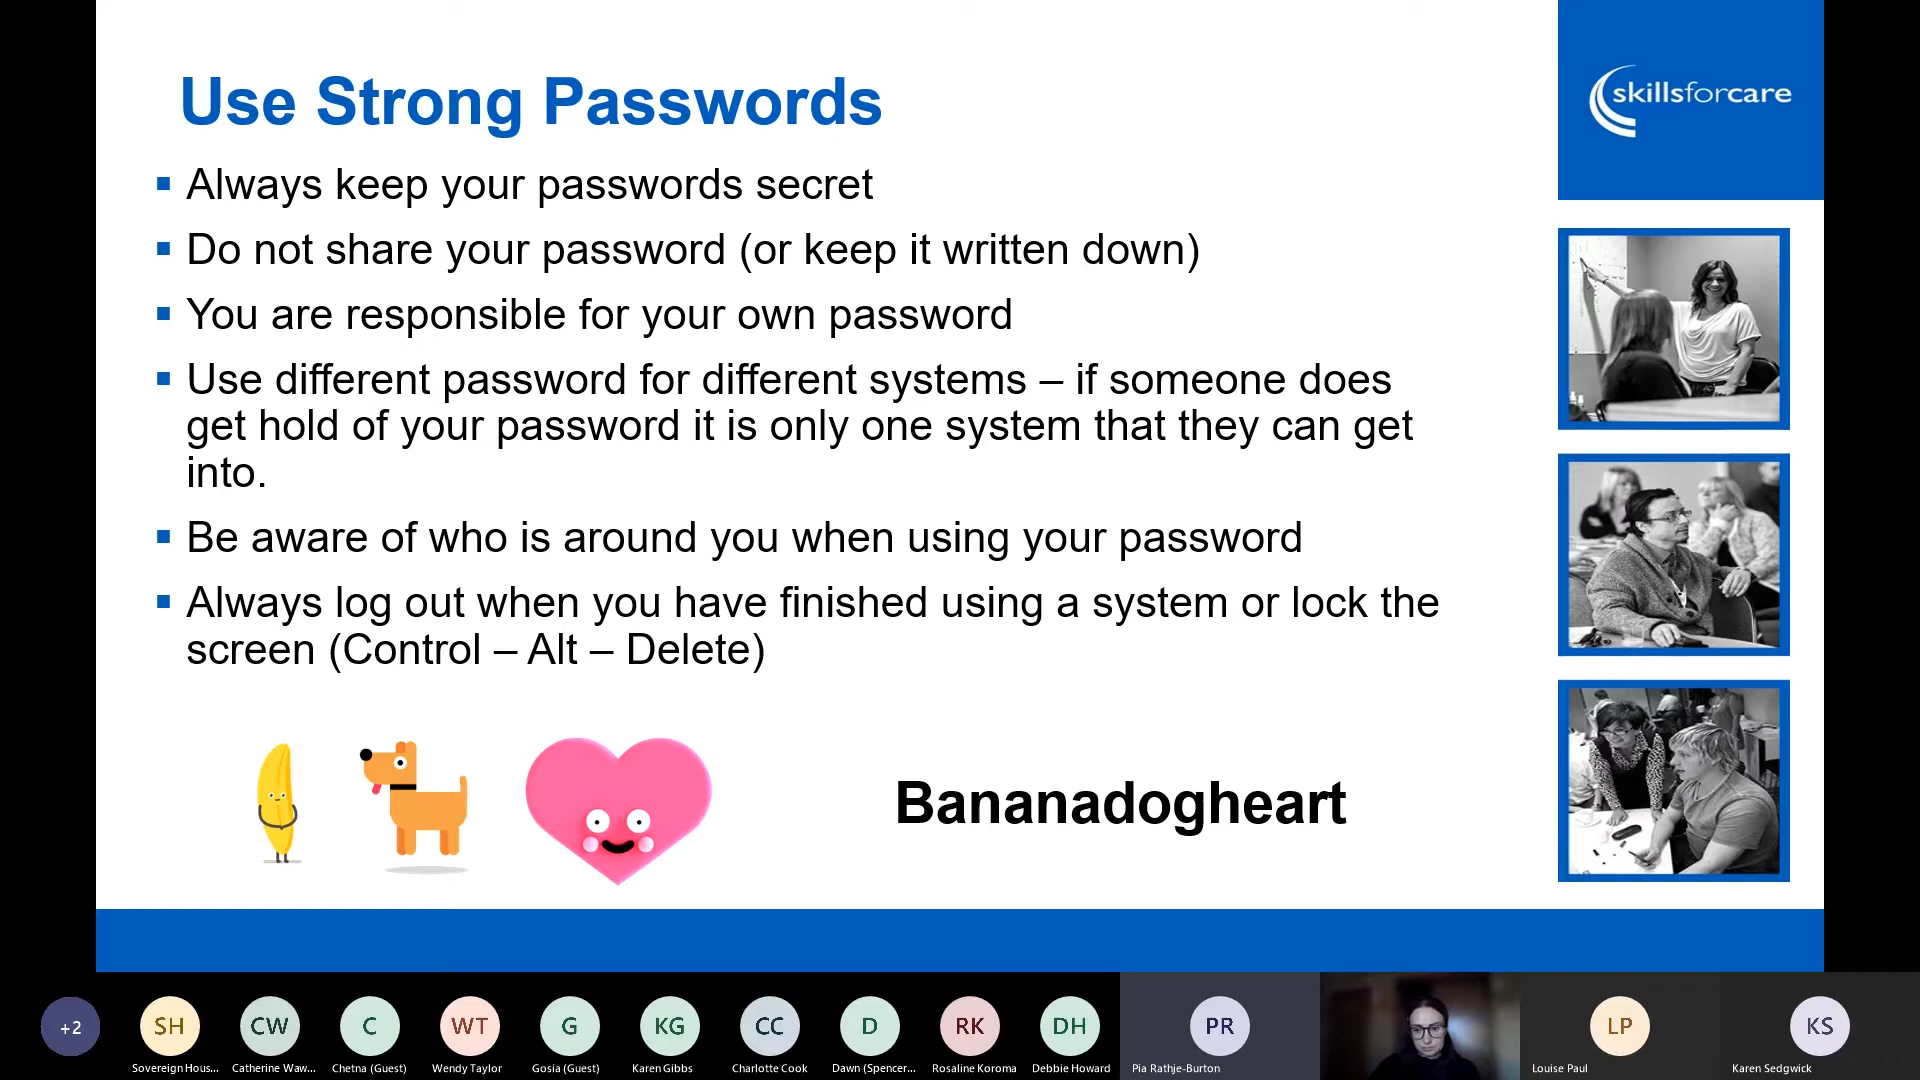 Use Strong Passwords
skillsforcare
Always keep your passwords secret
Do not share your password (or keep it written down)
You are responsible for your own password
Use different password for different systems – if someone does
get hold of your password it is only one system that they can get
into.
Be aware of who is around you when using your password
Always log out when you have finished using a system or lock the
screen (Control – Alt – Delete)
Bananadogheart
+2
SH
CW
C
WT
G
KG
CC
D
RK
DH
PR
LP
KS
Sovereign Hous...
Catherine Waw...
Chetna (Guest)
Wendy Taylor
Gosia (Guest)
Karen Gibbs
Charlotte Cook
Dawn (Spencer...
Rosaline Koroma
Debbie Howard
Pia Rathje-Burton
Louise Paul
Karen Sedgwick